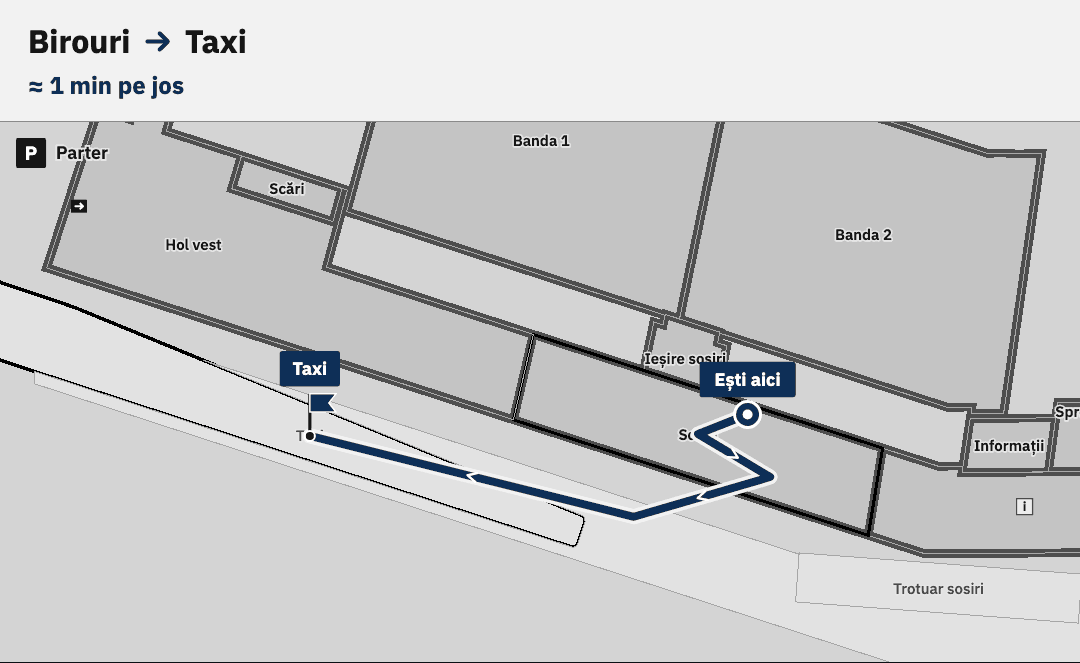 Birouri → Taxi
≈ 1 min pe jos
P Parter
Banda 1
Scări
Hol vest
Banda 2
Ieșire sosiri
Taxi
Ești aici
Spr
Informații
i
Trotuar sosiri